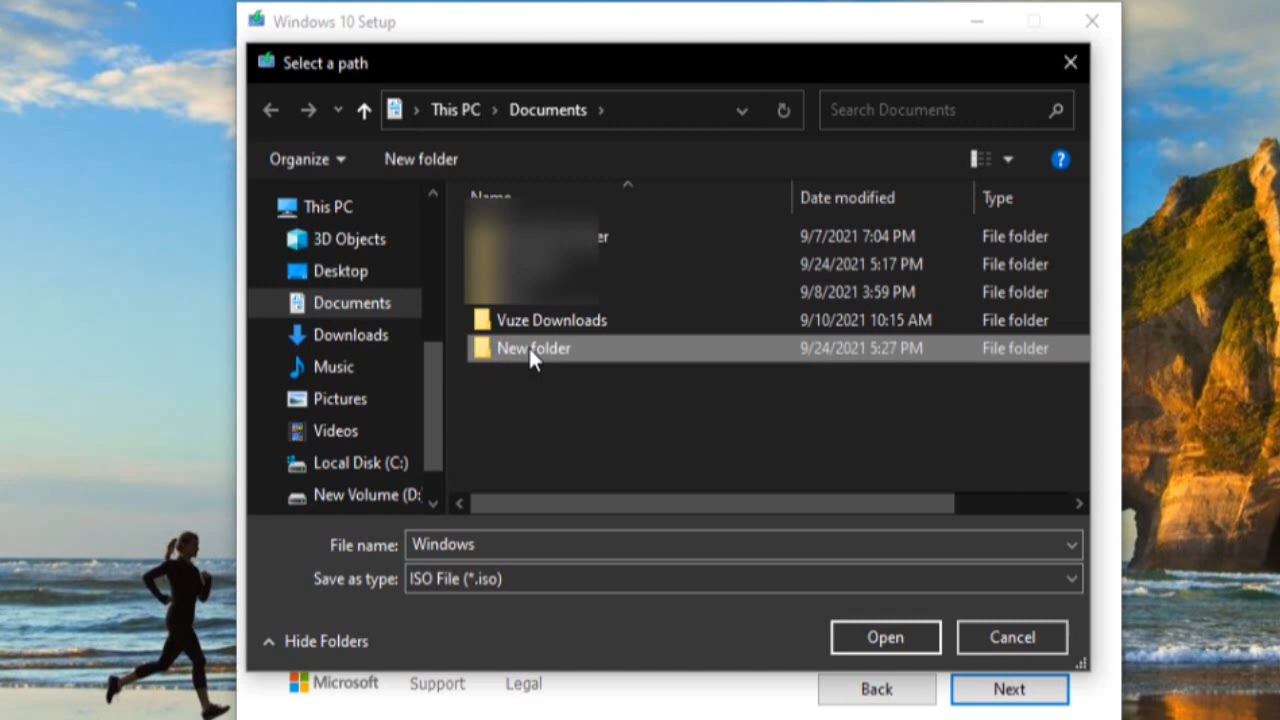 Windows 10 Setup
Select a path
This PC Documents
Search Documents
Organize New folder
Name Date modified Type
9/7/2021 7:04 PM File folder
9/24/2021 5:17 PM File folder
9/8/2021 3:59 PM File folder
Vuze Downloads 9/10/2021 10:15 AM File folder
New folder 9/24/2021 5:27 PM File folder
This PC
3D Objects
Desktop
Documents
Downloads
Music
Pictures
Videos
Local Disk (C:)
New Volume (D:
File name: Windows
Save as type: ISO File (*.iso)
Hide Folders
Open Cancel
Microsoft Support Legal
Back Next